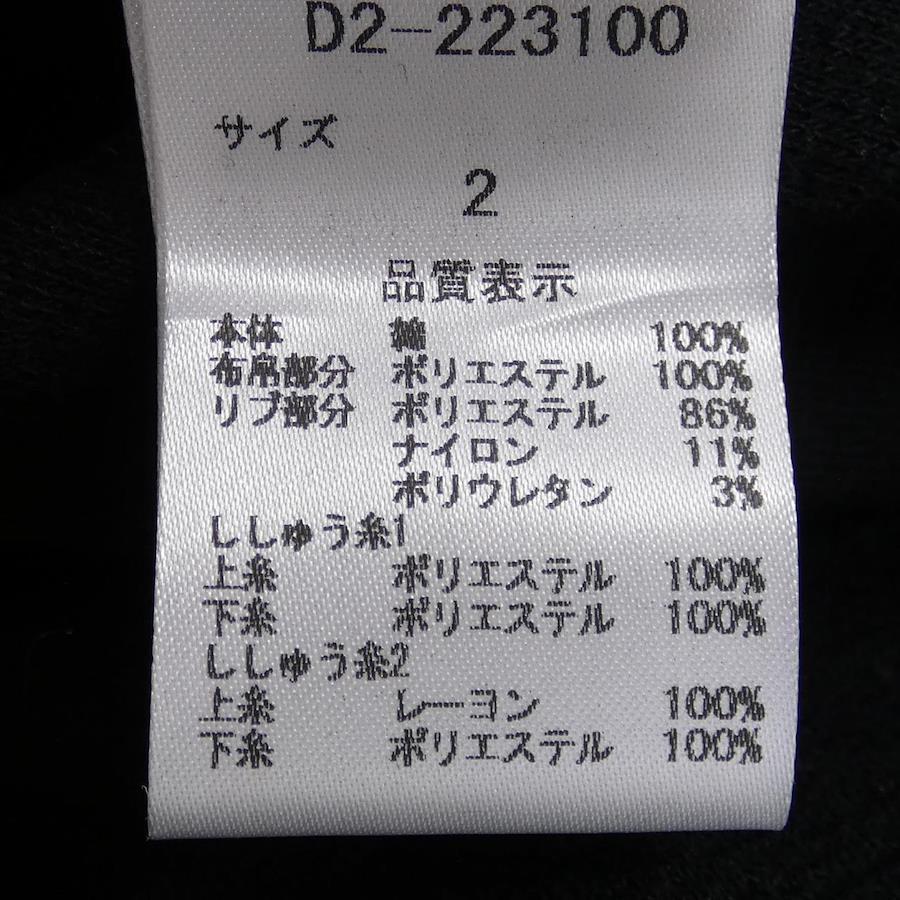 D2-223100
サイズ
2
品質表示
本体 綿 100%
布帛部分 ポリエステル 100%
リブ部分 ポリエステル 86%
ナイロン 11%
ポリウレタン 3%
ししゅう糸1
上糸 ポリエステル 100%
下糸 ポリエステル 100%
ししゅう糸2
上糸 レーヨン 100%
下糸 ポリエステル 100%